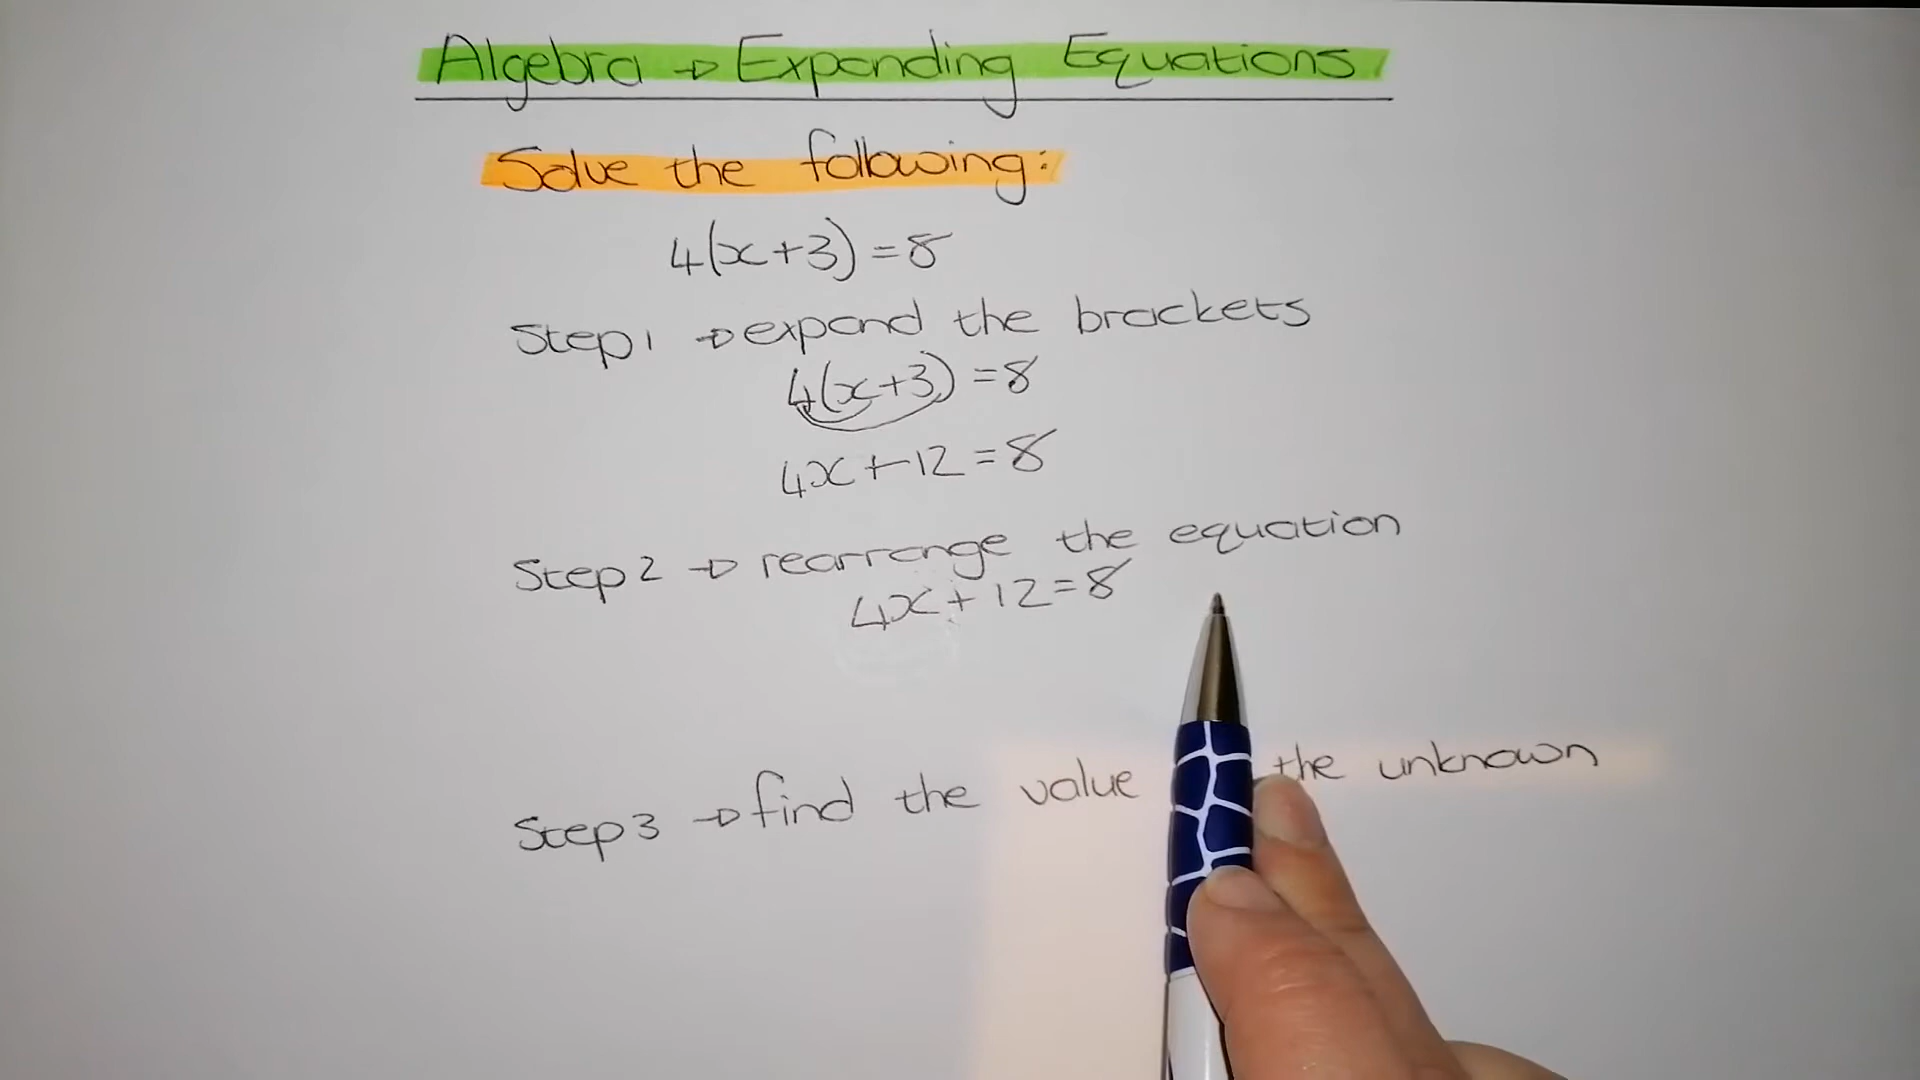 Algebra → Expanding Equations
Solve the following:
4(x+3)=8
Step 1 → expand the brackets
4(x+3)=8
4x+12=8
Step 2 → rearrange the equation
4x+12=8
Step 3 → find the value the unknown